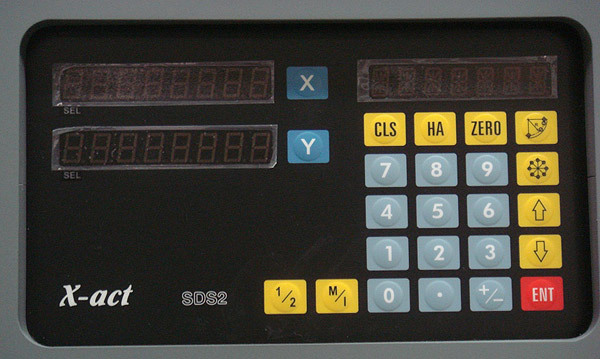 X
SEL
Y
SEL
CLS HA ZERO
7 8 9
4 5 6
1 2 3
X-act SDS2 1/2 M/I 0 . +/- ENT